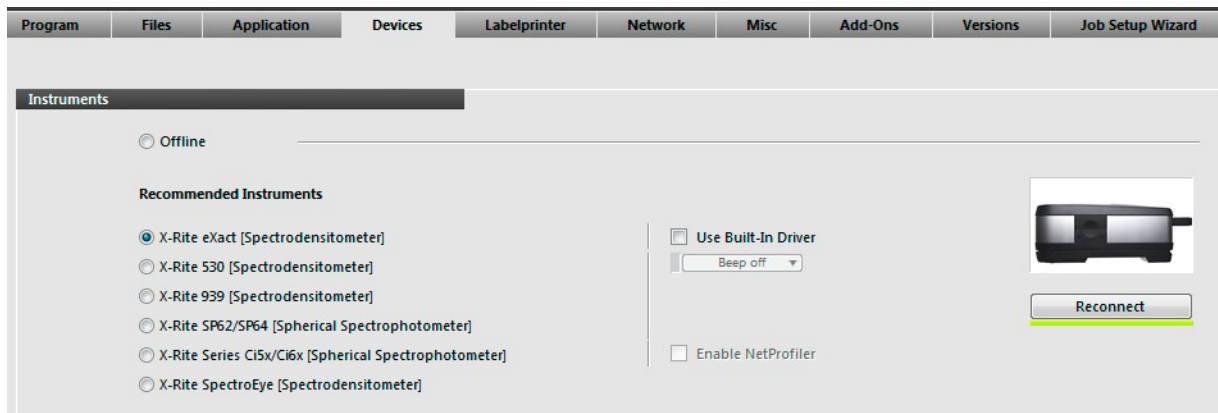 Program Files Application Devices Labelprinter Network Misc Add-Ons Versions Job Setup Wizard
Instruments
Offline
Recommended Instruments
X-Rite eXact [Spectrodensitometer]
Use Built-In Driver
X-Rite 530 [Spectrodensitometer]
Beep off
X-Rite 939 [Spectrodensitometer]
Reconnect
X-Rite SP62/SP64 [Spherical Spectrophotometer]
X-Rite Series Ci5x/Ci6x [Spherical Spectrophotometer]
Enable NetProfiler
X-Rite SpectroEye [Spectrodensitometer]